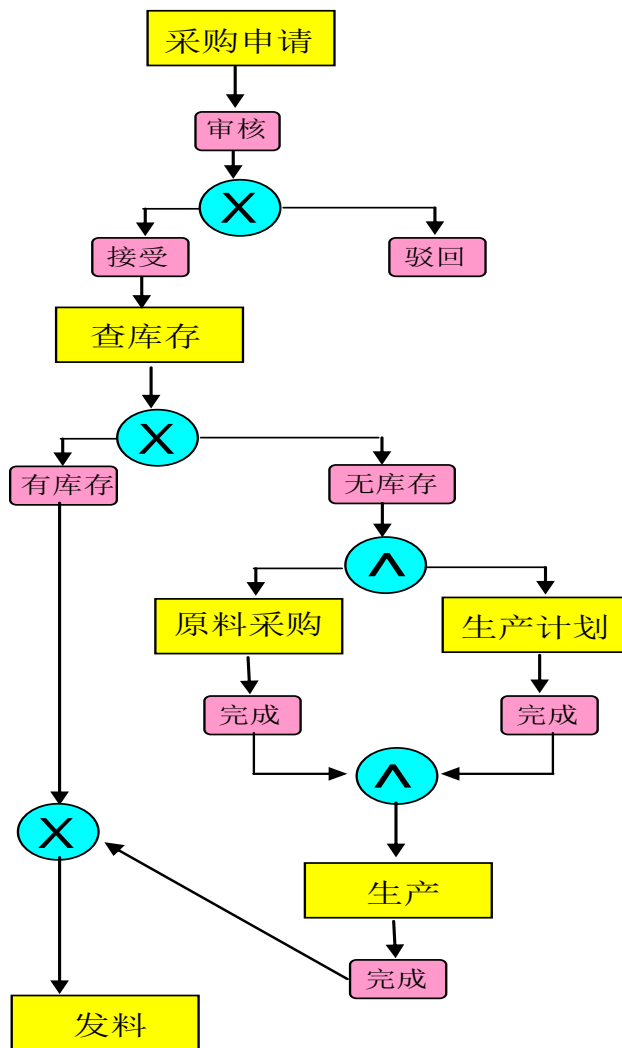 采购申请
审核
X
接受
驳回
查库存
X
有库存
无库存
∧
原料采购
生产计划
完成
完成
∧
X
生产
完成
发料